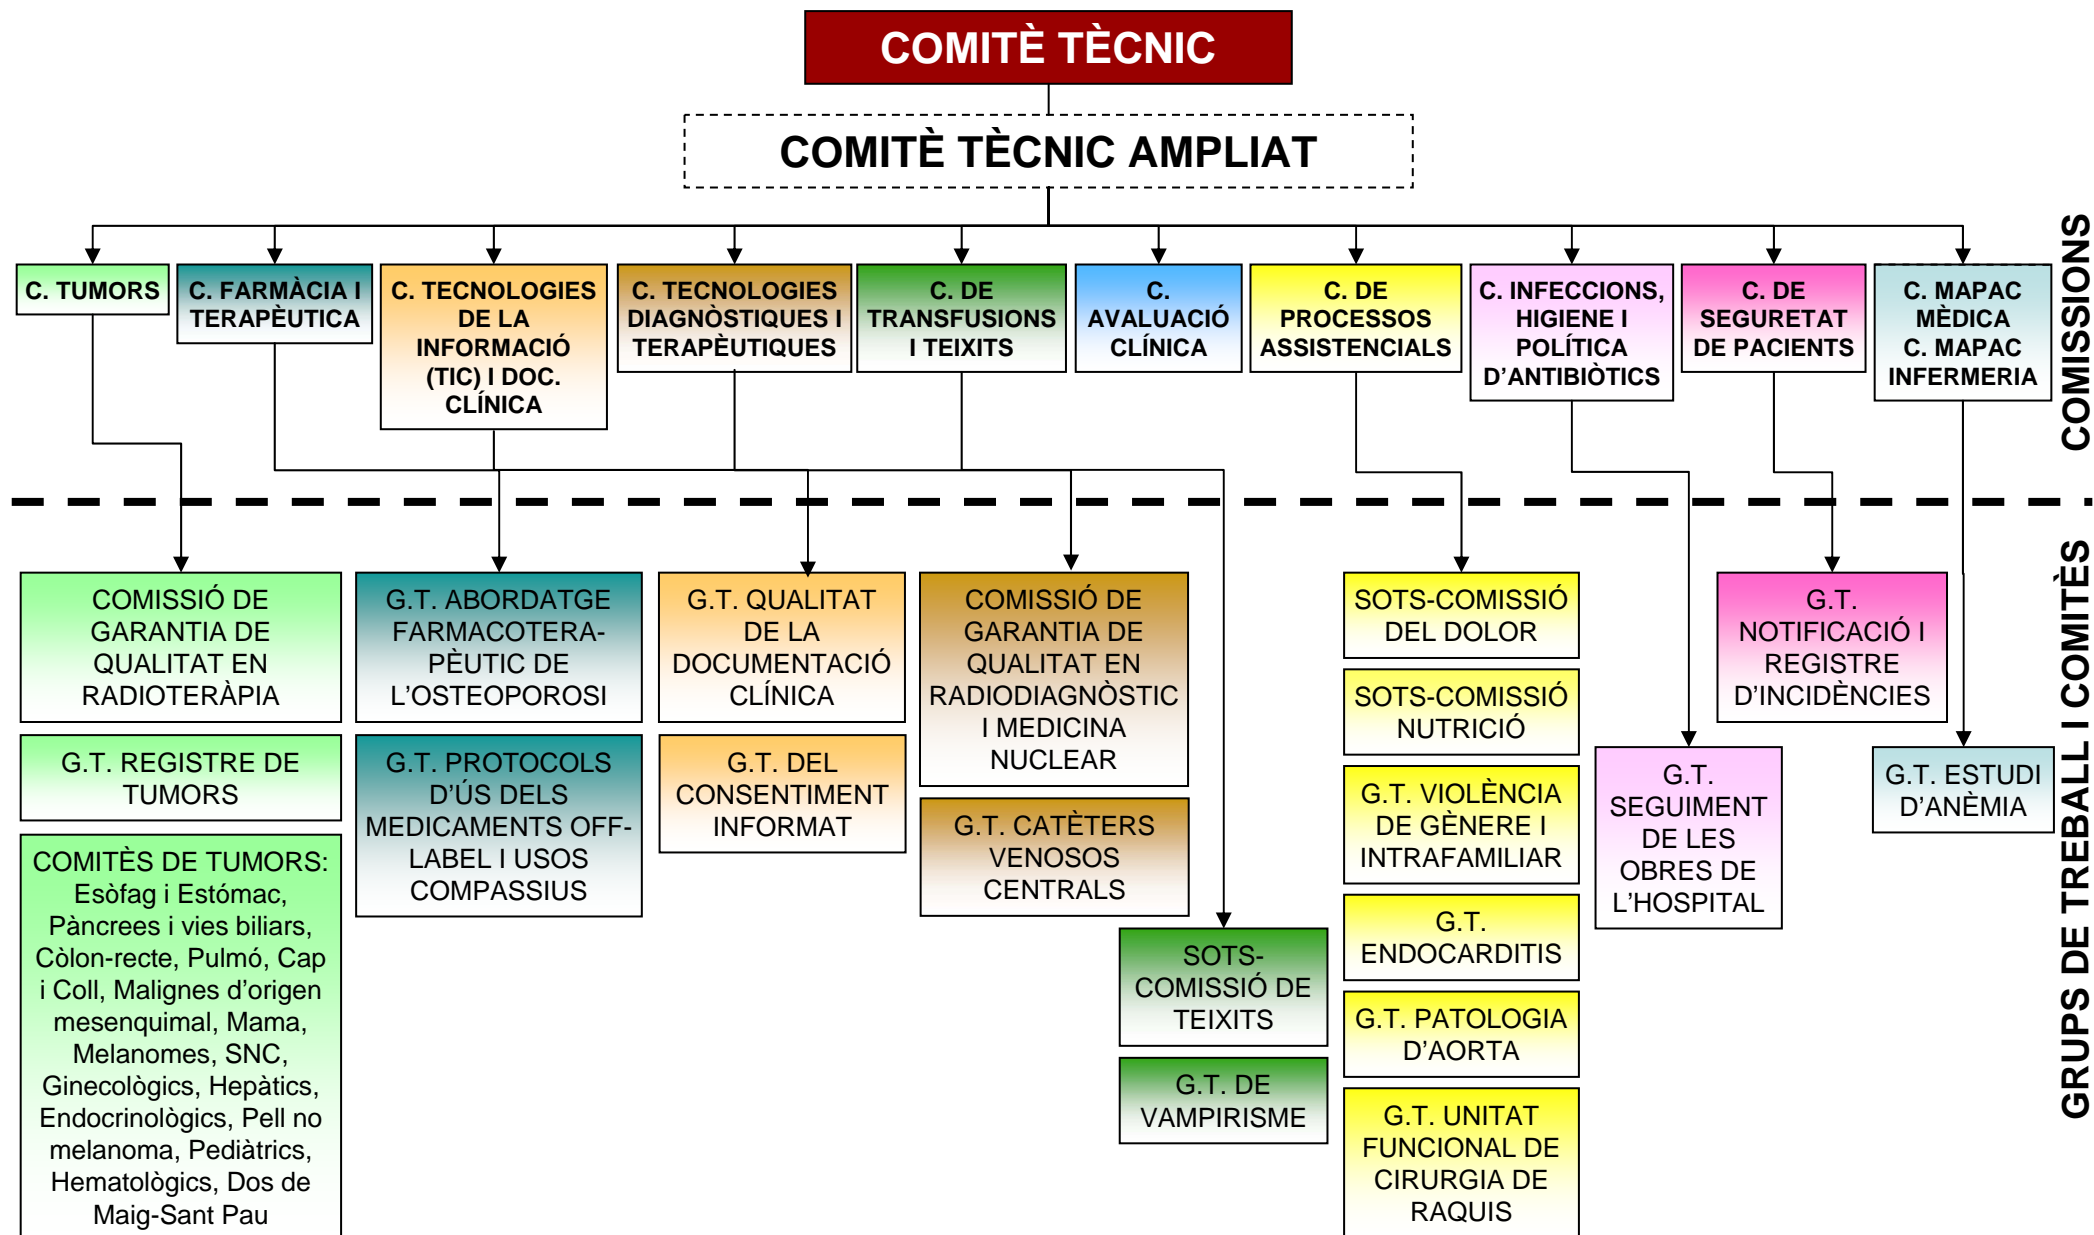 COMITÈ TÈCNIC
COMITÈ TÈCNIC AMPLIAT
COMISSIONS
C. TUMORS
C. FARMÀCIA I
TERAPÈUTICA
C. TECNOLOGIES
DE LA
INFORMACIÓ
(TIC) I DOC.
CLÍNICA
C. TECNOLOGIES
DIAGNÒSTIQUES I
TERAPÈUTIQUES
C. DE
TRANSFUSIONS
I TEIXITS
C.
AVALUACIÓ
CLÍNICA
C. DE
PROCESSOS
ASSISTENCIALS
C. INFECCIONS,
HIGIENE I
POLÍTICA
D’ANTIBIÒTICS
C. DE
SEGURETAT
DE PACIENTS
C. MAPAC
MÈDICA
C. MAPAC
INFERMERIA
GRUPS DE TREBALL I COMITÈS
COMISSIÓ DE
GARANTIA DE
QUALITAT EN
RADIOTERÀPIA
G.T. REGISTRE DE
TUMORS
COMITÈS DE TUMORS:
Esòfag i Estómac,
Pàncrees i vies biliars,
Còlon-recte, Pulmó, Cap
i Coll, Malignes d’origen
mesenquimal, Mama,
Melanomes, SNC,
Ginecològics, Hepàtics,
Endocrinològics, Pell no
melanoma, Pediàtrics,
Hematològics, Dos de
Maig-Sant Pau
G.T. ABORDATGE
FARMACOTERA-
PÈUTIC DE
L’OSTEOPOROSI
G.T. PROTOCOLS
D’ÚS DELS
MEDICAMENTS OFF-
LABEL I USOS
COMPASSIUS
G.T. QUALITAT
DE LA
DOCUMENTACIÓ
CLÍNICA
G.T. DEL
CONSENTIMENT
INFORMAT
COMISSIÓ DE
GARANTIA DE
QUALITAT EN
RADIODIAGNÒSTIC
I MEDICINA
NUCLEAR
G.T. CATÈTERS
VENOSOS
CENTRALS
SOTS-
COMISSIÓ DE
TEIXITS
G.T. DE
VAMPIRISME
SOTS-COMISSIÓ
DEL DOLOR
SOTS-COMISSIÓ
NUTRICIÓ
G.T. VIOLÈNCIA
DE GÈNERE I
INTRAFAMILIAR
G.T.
ENDOCARDITIS
G.T. PATOLOGIA
D’AORTA
G.T. UNITAT
FUNCIONAL DE
CIRURGIA DE
RAQUIS
G.T.
SEGUIMENT
DE LES
OBRES DE
L’HOSPITAL
G.T.
NOTIFICACIÓ I
REGISTRE
D’INCIDÈNCIES
G.T. ESTUDI
D’ANÈMIA